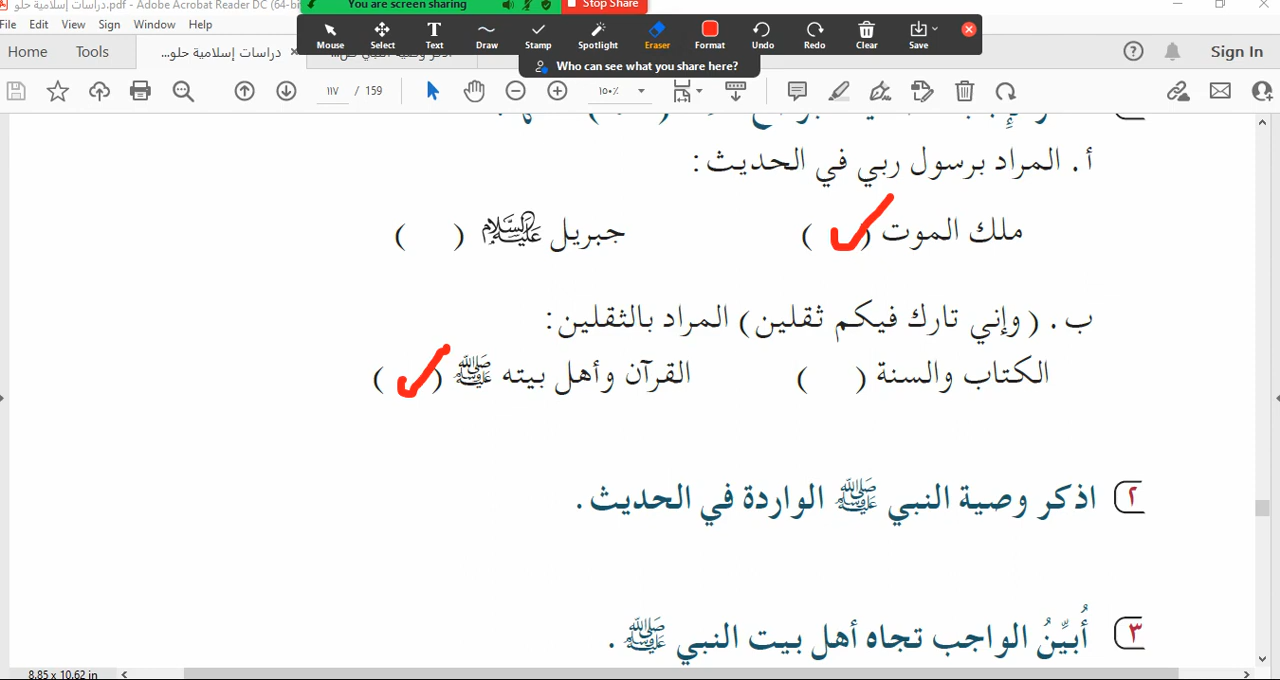 دراسات إسلامية حلو.pdf - Adobe Acrobat Reader DC (64-bi
You are screen sharing
Stop Share
File Edit View Sign Window Help
Mouse Select Text Draw Stamp Spotlight Eraser Format Undo Redo Clear Save
Who can see what you share here?
Home Tools
دراسات إسلامية حلو...
Sign In
١١٧ / 159
١٥٠٪
أ. المراد برسول ربي في الحديث:
ملك الموت ( ) جبريل عليه السلام ( )
ب. (وإني تارك فيكم ثقلين) المراد بالثقلين:
الكتاب والسنة ( ) القرآن وأهل بيته ﷺ ( )
٢ اذكر وصية النبي ﷺ الواردة في الحديث.
٣ أُبيِّنُ الواجب تجاه أهل بيت النبي ﷺ.
8.85 x 10.62 in